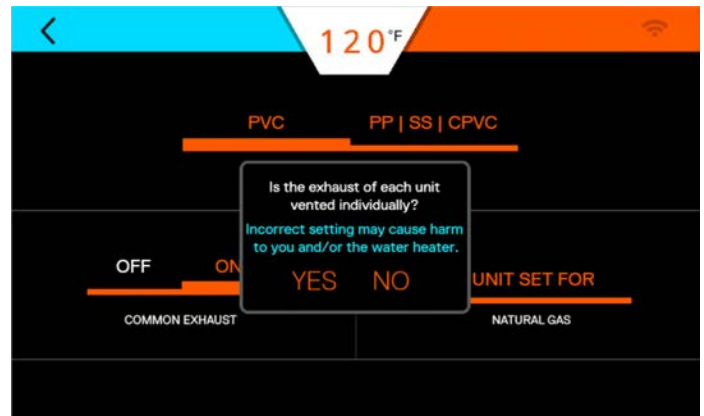 120°F
PVC PP | SS | CPVC
Is the exhaust of each unit
vented individually?
Incorrect setting may cause harm
to you and/or the water heater.
YES NO
OFF ON UNIT SET FOR
COMMON EXHAUST NATURAL GAS